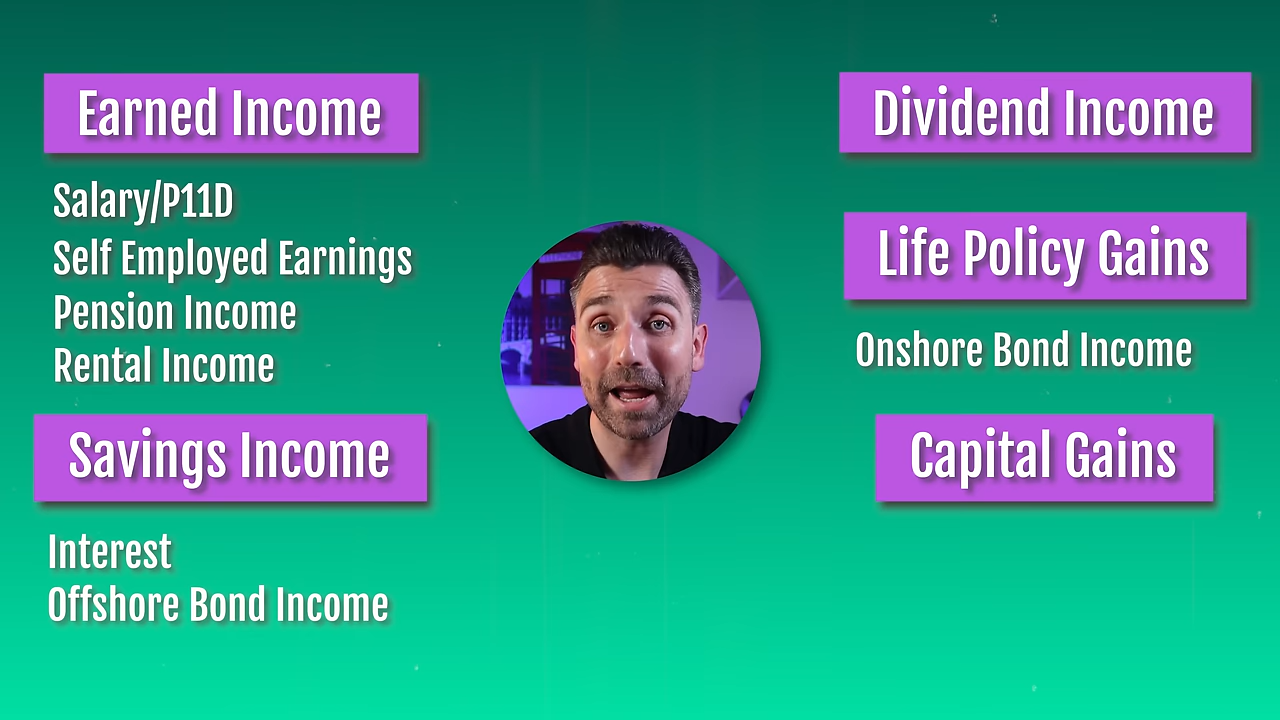 Earned Income
Salary/P11D
Self Employed Earnings
Pension Income
Rental Income
Savings Income
Interest
Offshore Bond Income
Dividend Income
Life Policy Gains
Onshore Bond Income
Capital Gains